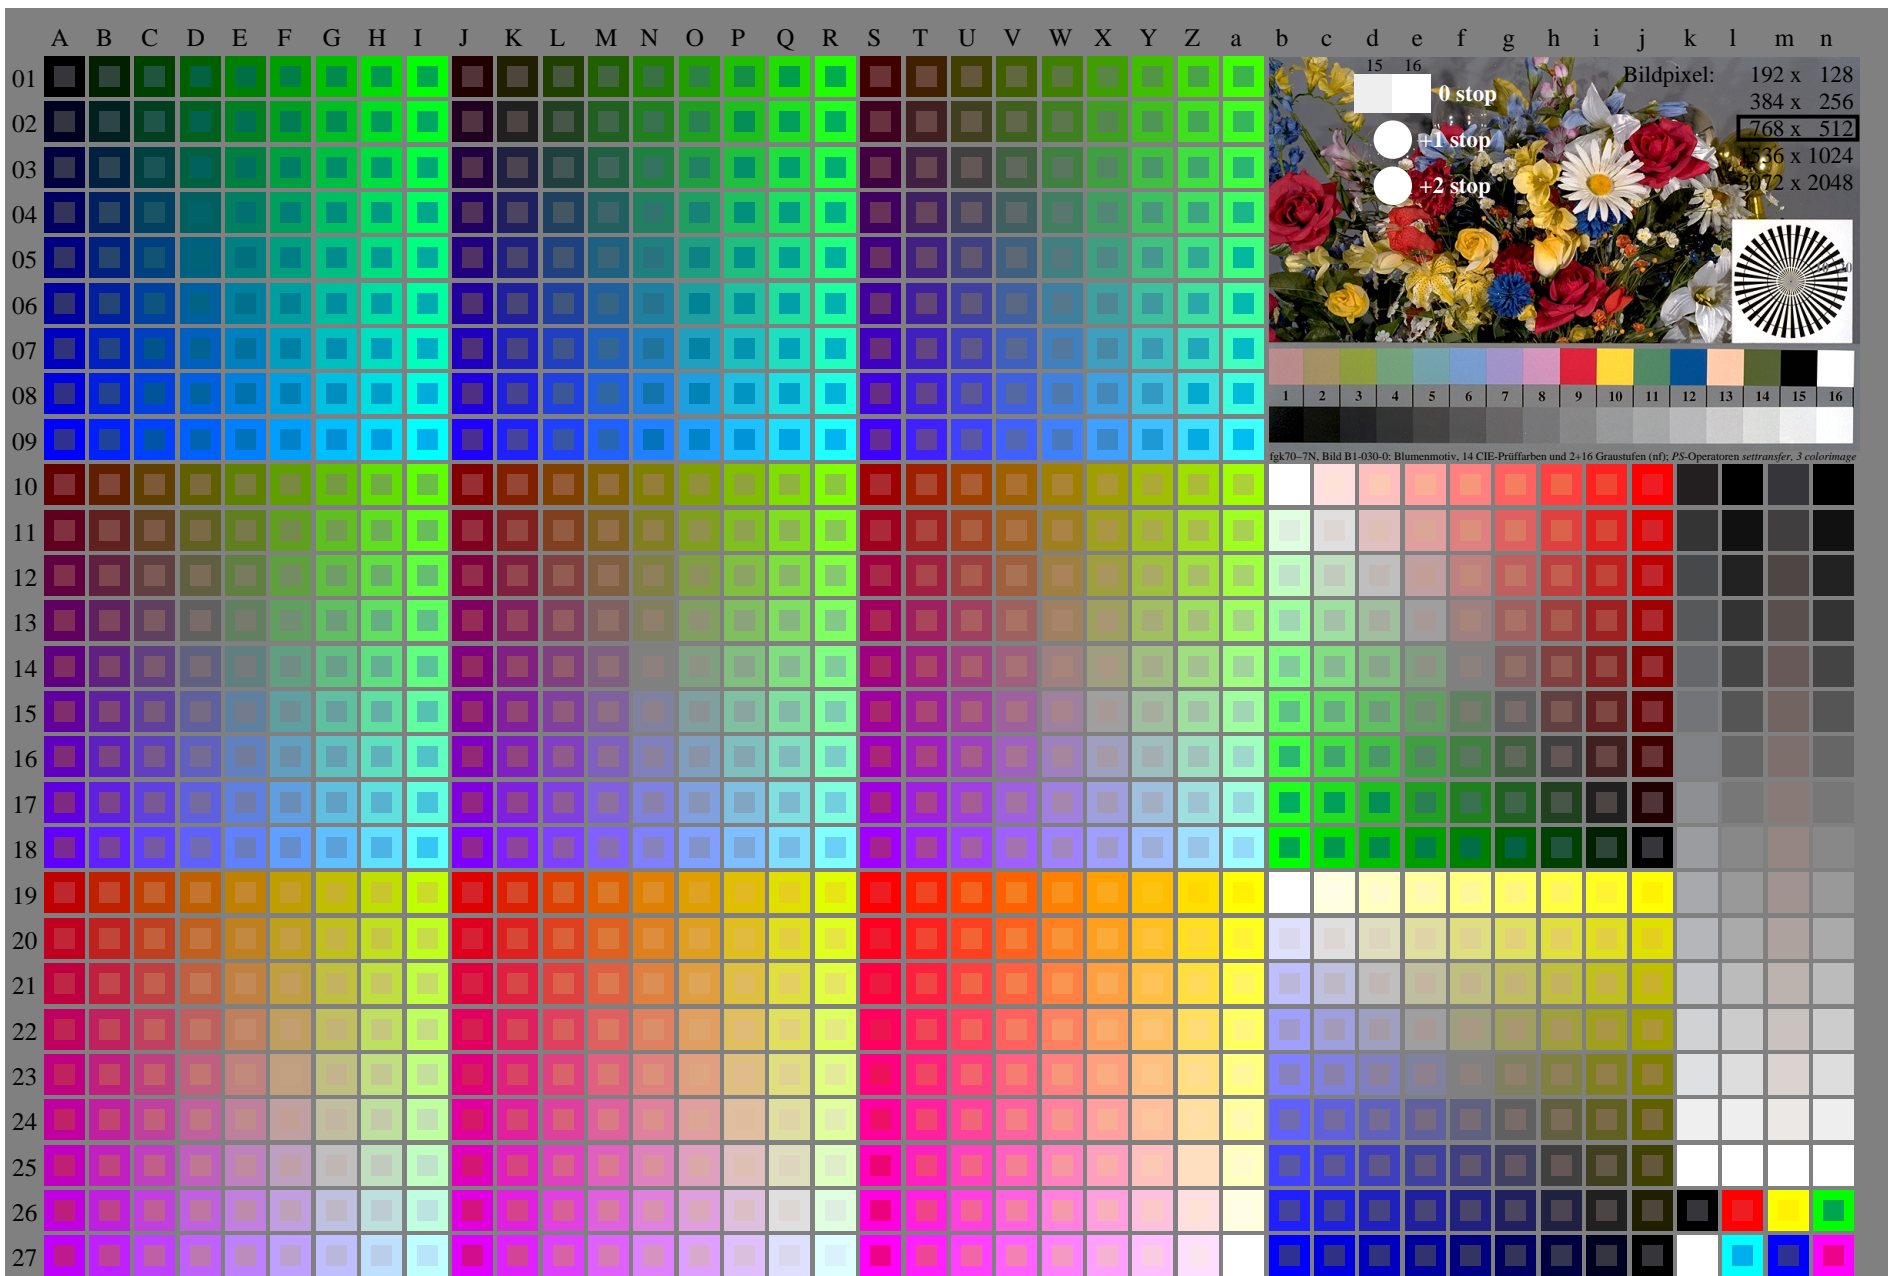 A B C D E F G H I J K L M N O P Q R S T U V W X Y Z a b c d e f g h i j k l m n
01
02
03
04
05
06
07
08
09
10
11
12
13
14
15
16
17
18
19
20
21
22
23
24
25
26
27
15 16
0 stop
+1 stop
+2 stop
Bildpixel: 192 x 128
384 x 256
768 x 512
1536 x 1024
3072 x 2048
1 2 3 4 5 6 7 8 9 10 11 12 13 14 15 16
fgk70–7N, Bild B1-030-0: Blumenmotiv, 14 CIE-Prüffarben und 2+16 Graustufen (nf); PS-Operatoren settransfer, 3 colorimage